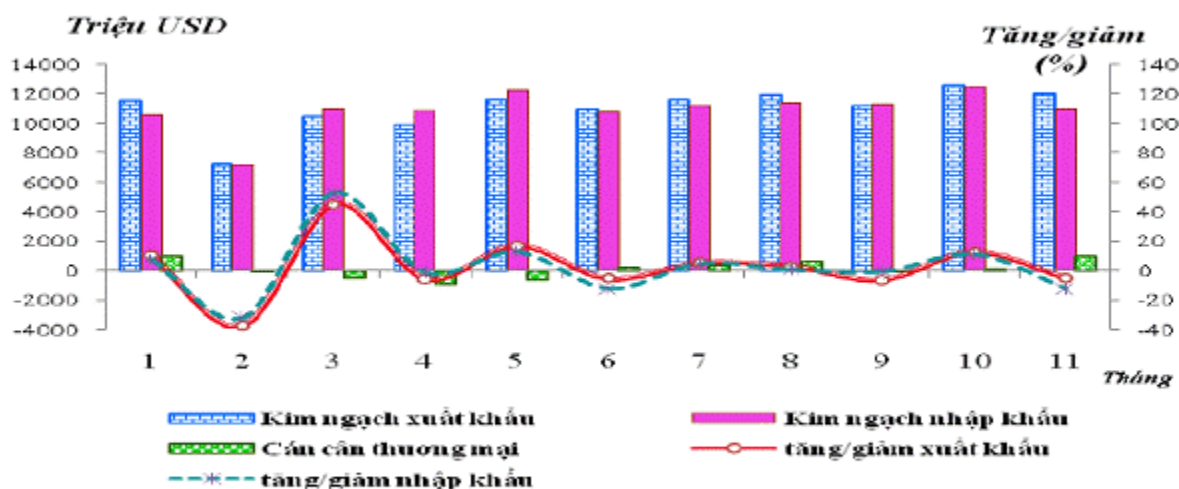 Triệu USD
Tăng/giảm
(%)
14000 140
12000 120
10000 100
8000 80
6000 60
4000 40
2000 20
0 0
-2000 -20
-4000 -40
1 2 3 4 5 6 7 8 9 10 11
Tháng
Kim ngạch xuất khẩu Kim ngạch nhập khẩu
Cán cân thương mại tăng/giảm xuất khẩu
tăng/giảm nhập khẩu